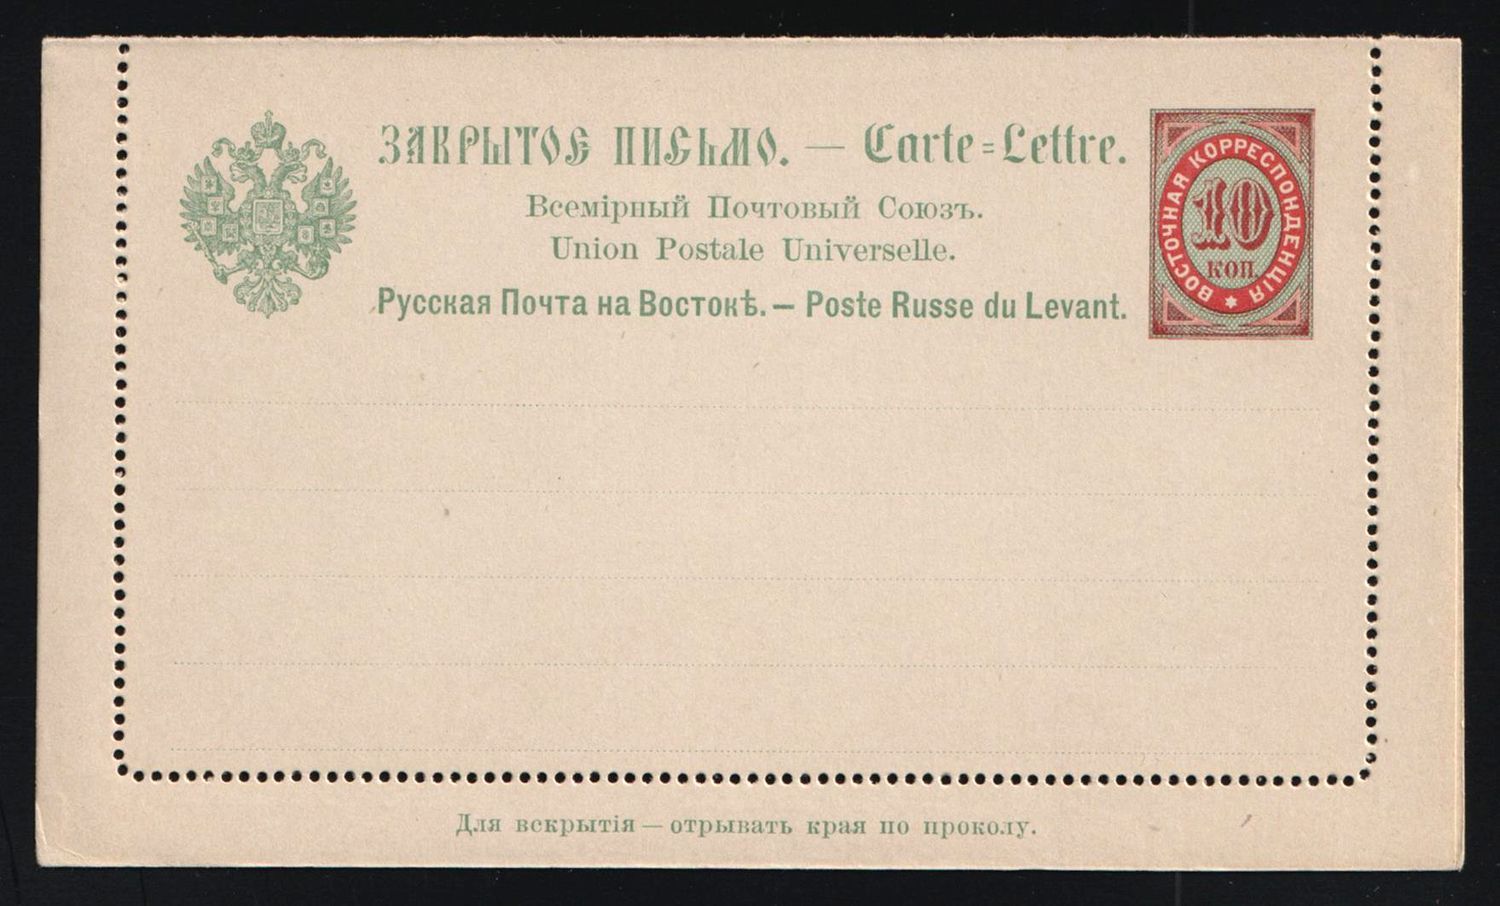 ЗАКРЫТОЕ ПИСЬМО. — Carte=Lettre.
Всемірный Почтовый Союзъ.
Union Postale Universelle.
Русская Почта на Востокѣ. — Poste Russe du Levant.
ВОСТОЧНАЯ КОРРЕСПОНДЕНЦІЯ
10
КОП.
Для вскрытія — отрывать края по проколу.